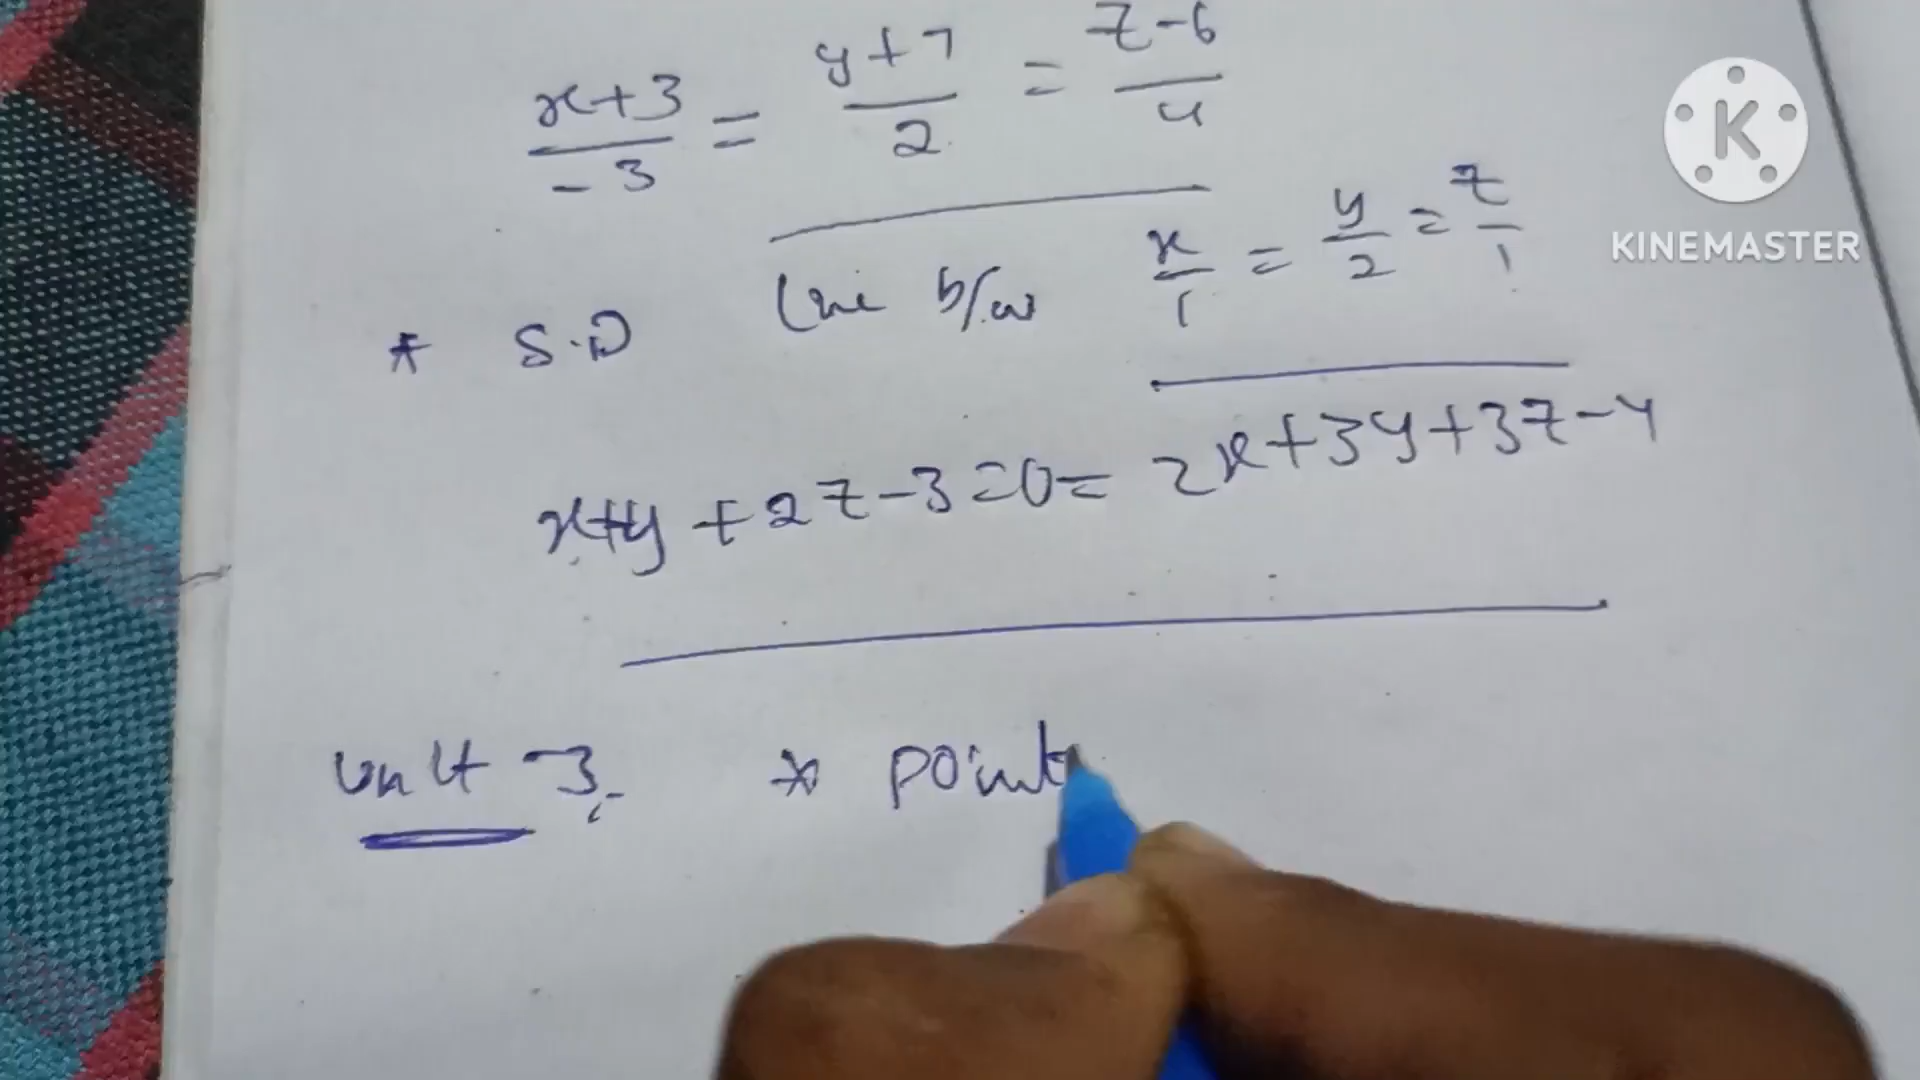 x+3/-3 = y+7/2 = z-6/4
* S.D Line b/w x/1 = y/2 = z/1
x+y+2z-3=0= 2x+3y+3z-4
Unit-3 * Point
K
KINEMASTER